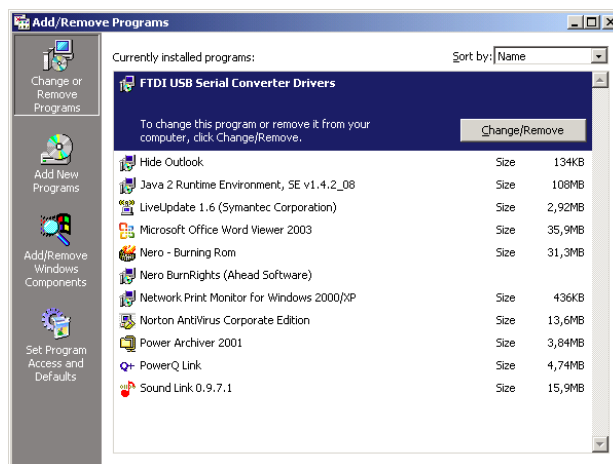 Add/Remove Programs
Change or
Remove
Programs
Add New
Programs
Add/Remove
Windows
Components
Set Program
Access and
Defaults
Currently installed programs:
Sort by: Name
FTDI USB Serial Converter Drivers
To change this program or remove it from your
computer, click Change/Remove.
Change/Remove
Hide Outlook Size 134KB
Java 2 Runtime Environment, SE v1.4.2_08 Size 108MB
LiveUpdate 1.6 (Symantec Corporation) Size 2,92MB
Microsoft Office Word Viewer 2003 Size 35,9MB
Nero - Burning Rom Size 31,3MB
Nero BurnRights (Ahead Software)
Network Print Monitor for Windows 2000/XP Size 436KB
Norton AntiVirus Corporate Edition Size 13,6MB
Power Archiver 2001 Size 3,84MB
PowerQ Link Size 4,74MB
Sound Link 0.9.7.1 Size 15,9MB